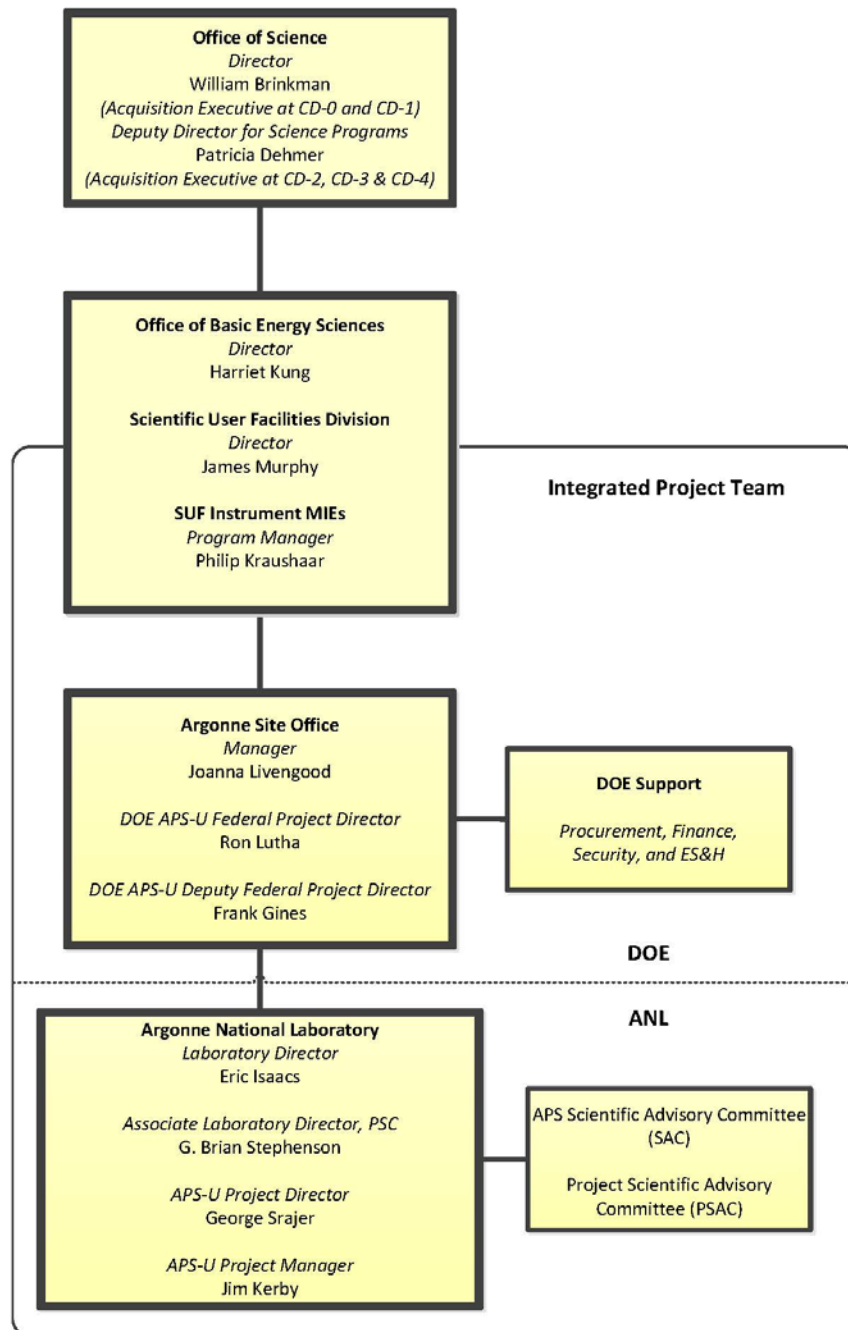 Office of Science
Director
William Brinkman
(Acquisition Executive at CD-0 and CD-1)
Deputy Director for Science Programs
Patricia Dehmer
(Acquisition Executive at CD-2, CD-3 & CD-4)
Office of Basic Energy Sciences
Director
Harriet Kung
Scientific User Facilities Division
Director
James Murphy
Integrated Project Team
SUF Instrument MIEs
Program Manager
Philip Kraushaar
Argonne Site Office
Manager
Joanna Livengood
DOE APS-U Federal Project Director
Ron Lutha
DOE APS-U Deputy Federal Project Director
Frank Gines
DOE Support
Procurement, Finance,
Security, and ES&H
DOE
ANL
Argonne National Laboratory
Laboratory Director
Eric Isaacs
Associate Laboratory Director, PSC
G. Brian Stephenson
APS-U Project Director
George Srajer
APS-U Project Manager
Jim Kerby
APS Scientific Advisory Committee
(SAC)
Project Scientific Advisory
Committee (PSAC)